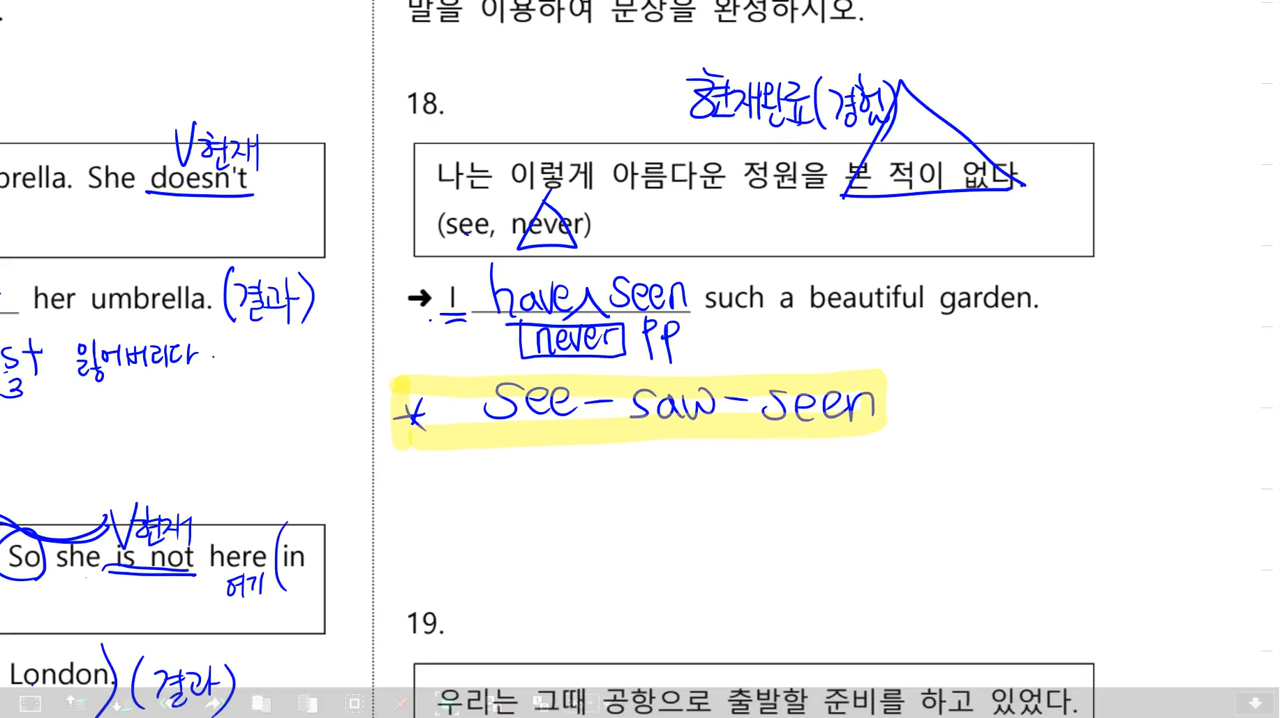 말을 이용하여 문장을 완성하시오.
V현재
brella. She doesn't
her umbrella. (결과)
st 잃어버리다
3
V현재
So she is not here (in
여기
London.) (결과)
18.
현재완료(경험)
나는 이렇게 아름다운 정원을 본 적이 없다.
(see, never)
➔ I have seen such a beautiful garden.
never pp
* see - saw - seen
19.
우리는 그때 공항으로 출발할 준비를 하고 있었다.